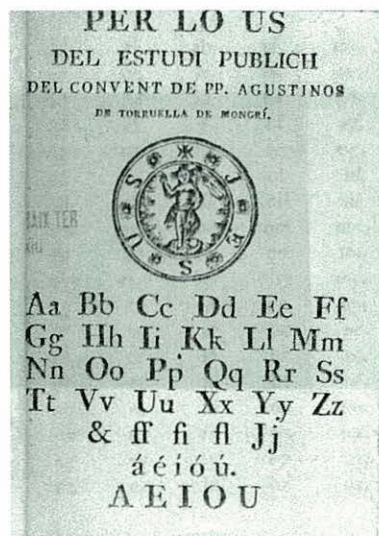 PER LO US
DEL ESTUDI PUBLICH
DEL CONVENT DE PP. AGUSTINOS
DE TORRUELLA DE MONGRÍ.
J E S U S
Aa Bb Cc Dd Ee Ff
Gg Hh Ii Kk Ll Mm
Nn Oo Pp Qq Rr Ss
Tt Vv Uu Xx Yy Zz
& ff fi fl Jj
á é í ó ú.
A E I O U